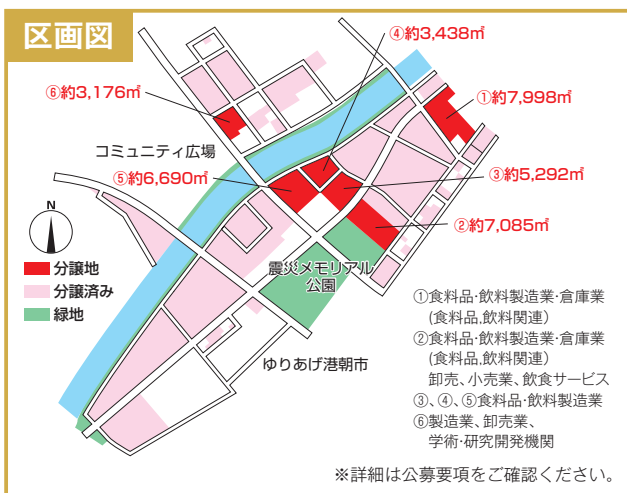 区画図
④約3,438㎡
⑥約3,176㎡
①約7,998㎡
コミュニティ広場
⑤約6,690㎡
③約5,292㎡
②約7,085㎡
N
分譲地
分譲済み
緑地
震災メモリアル
公園
ゆりあげ港朝市
①食料品・飲料製造業・倉庫業
(食料品,飲料関連)
②食料品・飲料製造業・倉庫業
(食料品,飲料関連)
卸売、小売業、飲食サービス
③、④、⑤食料品・飲料製造業
⑥製造業、卸売業、
学術・研究開発機関
※詳細は公募要項をご確認ください。